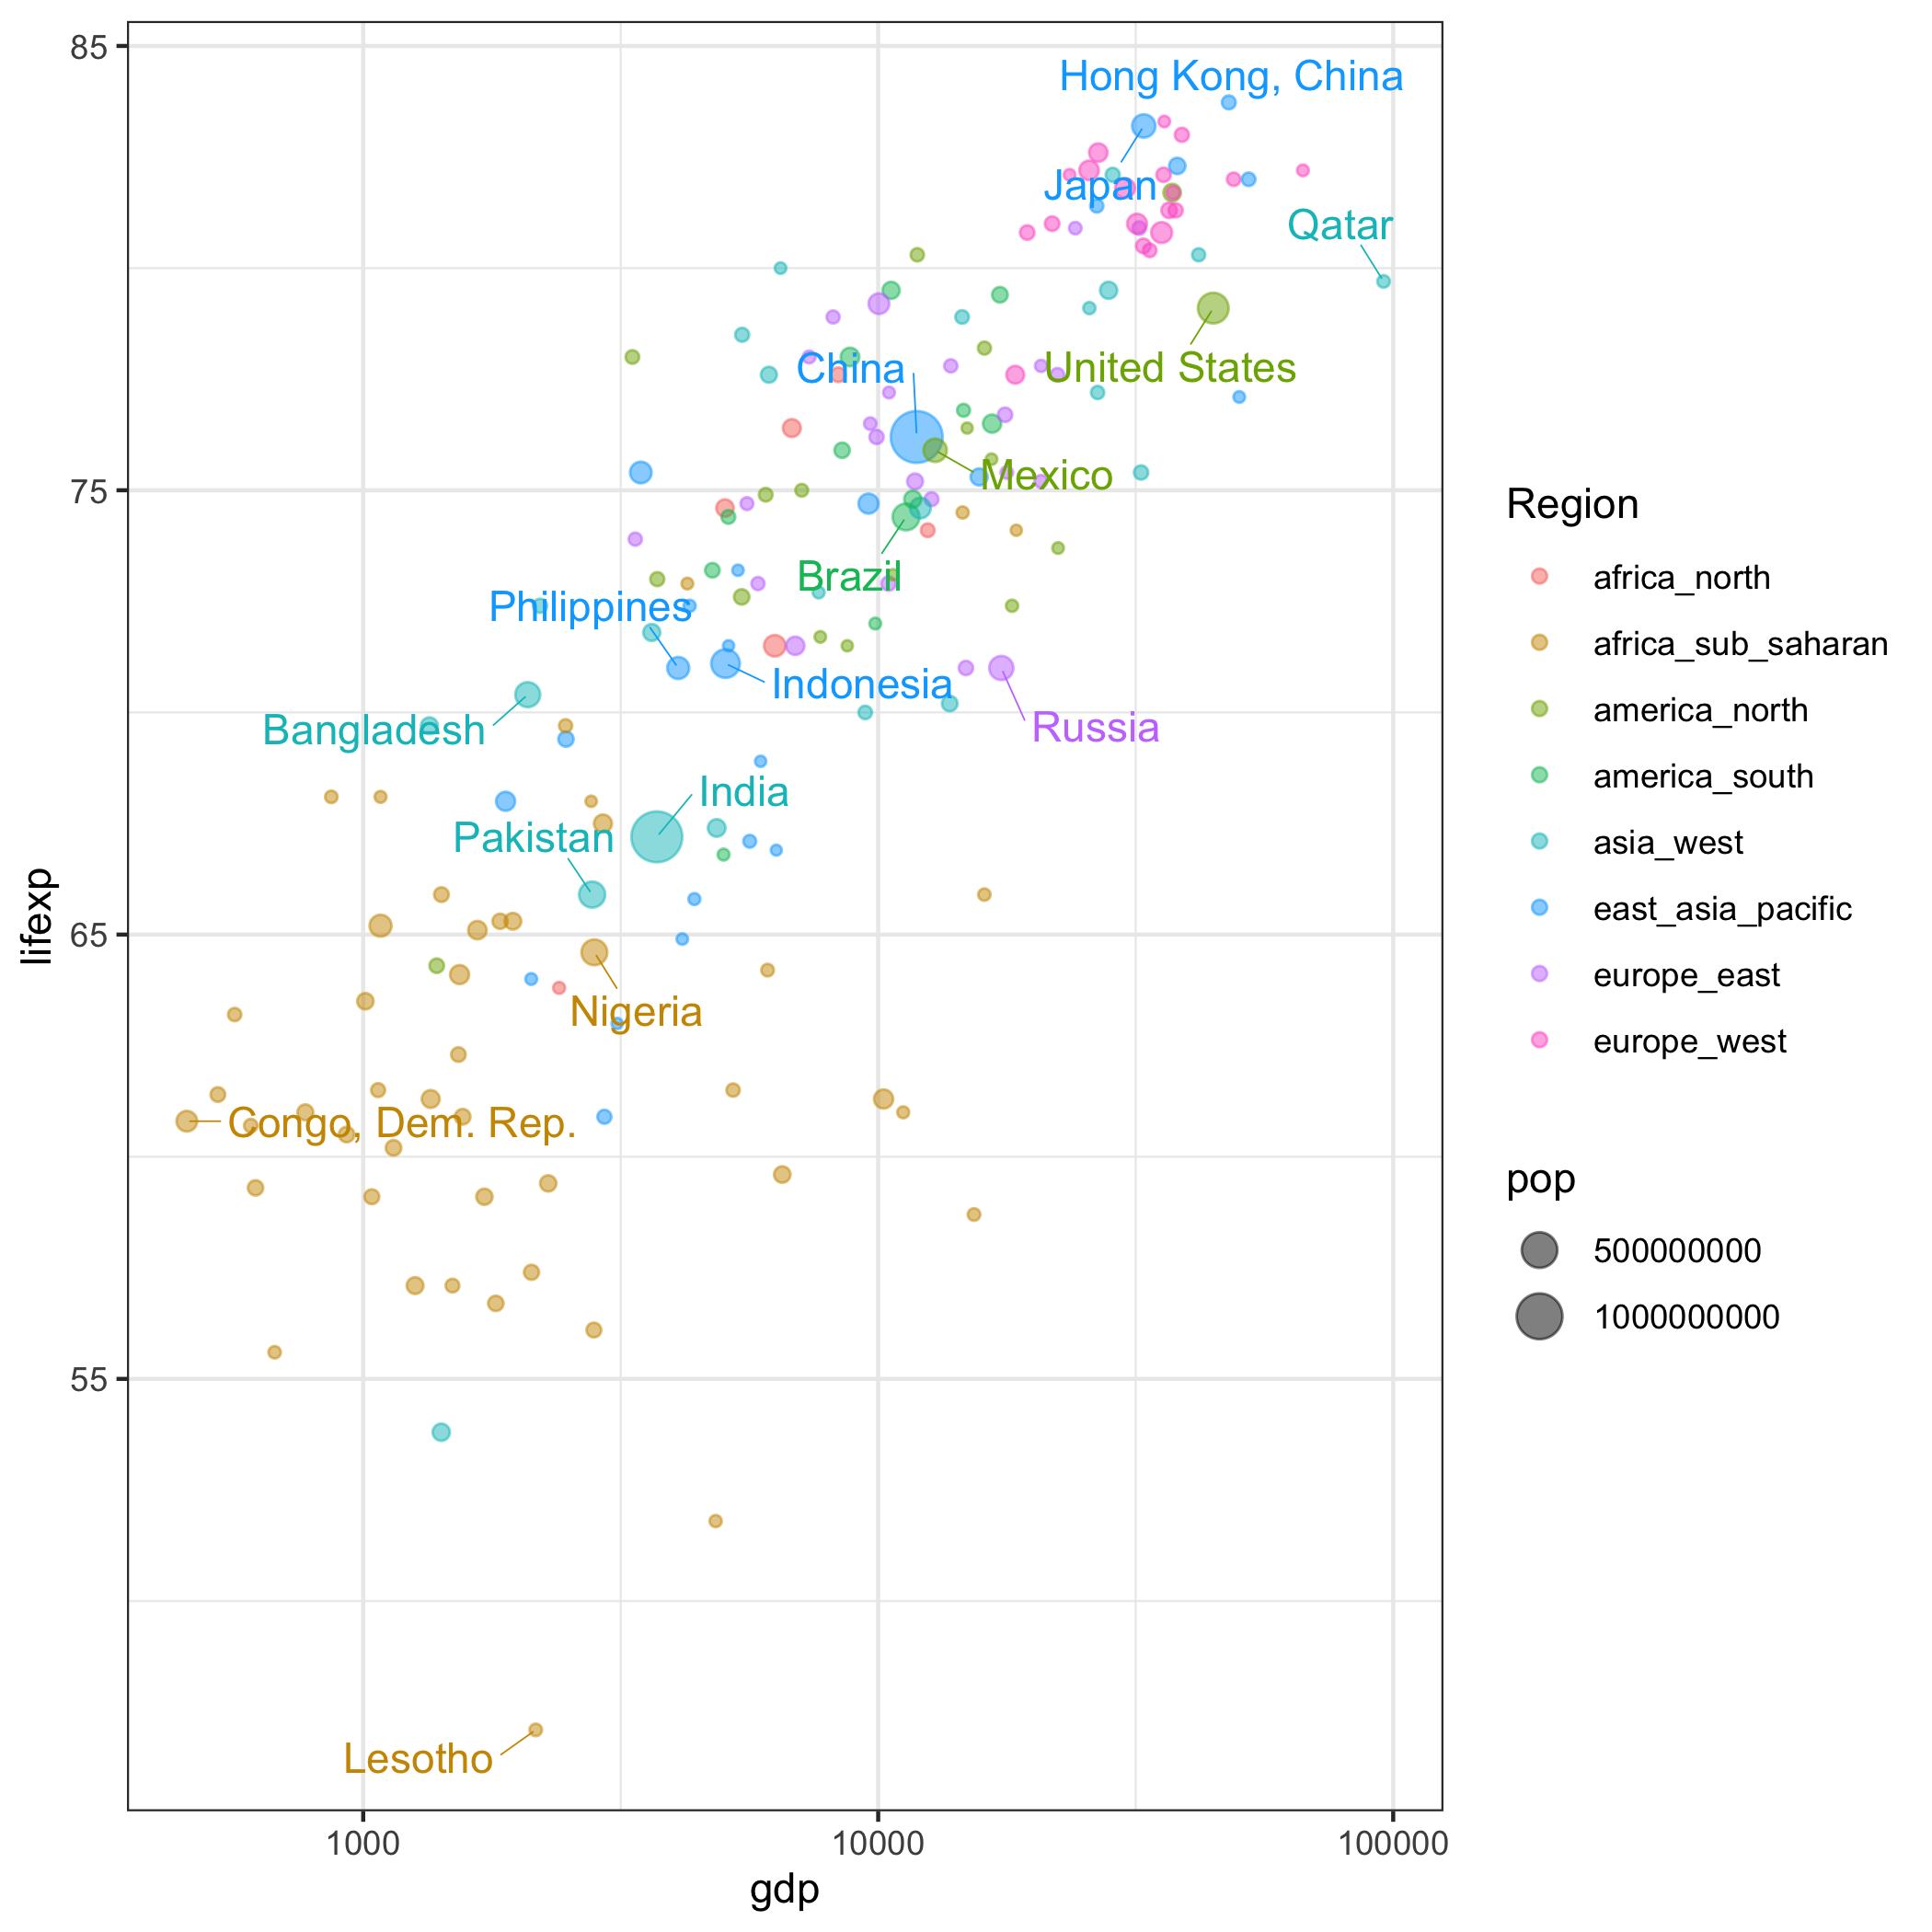 85
Hong Kong, China
Japan
Qatar
China
United States
75
Mexico
Brazil
Philippines
Indonesia
Bangladesh
Russia
India
Pakistan
65
Nigeria
Congo, Dem. Rep.
55
Lesotho
1000
10000
100000
gdp
lifexp
Region
africa_north
africa_sub_saharan
america_north
america_south
asia_west
east_asia_pacific
europe_east
europe_west
pop
500000000
1000000000